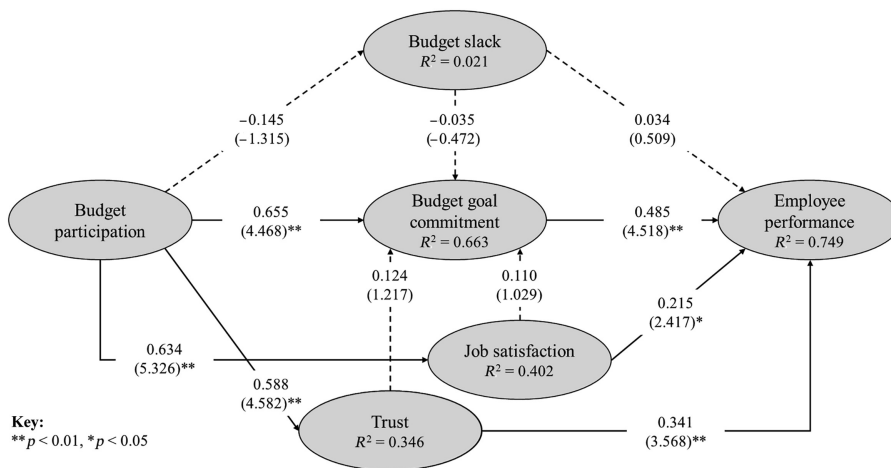 Budget slack
R² = 0.021
−0.145
(−1.315)
−0.035
(−0.472)
0.034
(0.509)
Budget
participation
0.655
(4.468)**
Budget goal
commitment
R² = 0.663
0.485
(4.518)**
Employee
performance
R² = 0.749
0.124
(1.217)
0.110
(1.029)
0.215
(2.417)*
0.634
(5.326)**
Job satisfaction
R² = 0.402
0.588
(4.582)**
Trust
R² = 0.346
0.341
(3.568)**
Key:
**p < 0.01, *p < 0.05